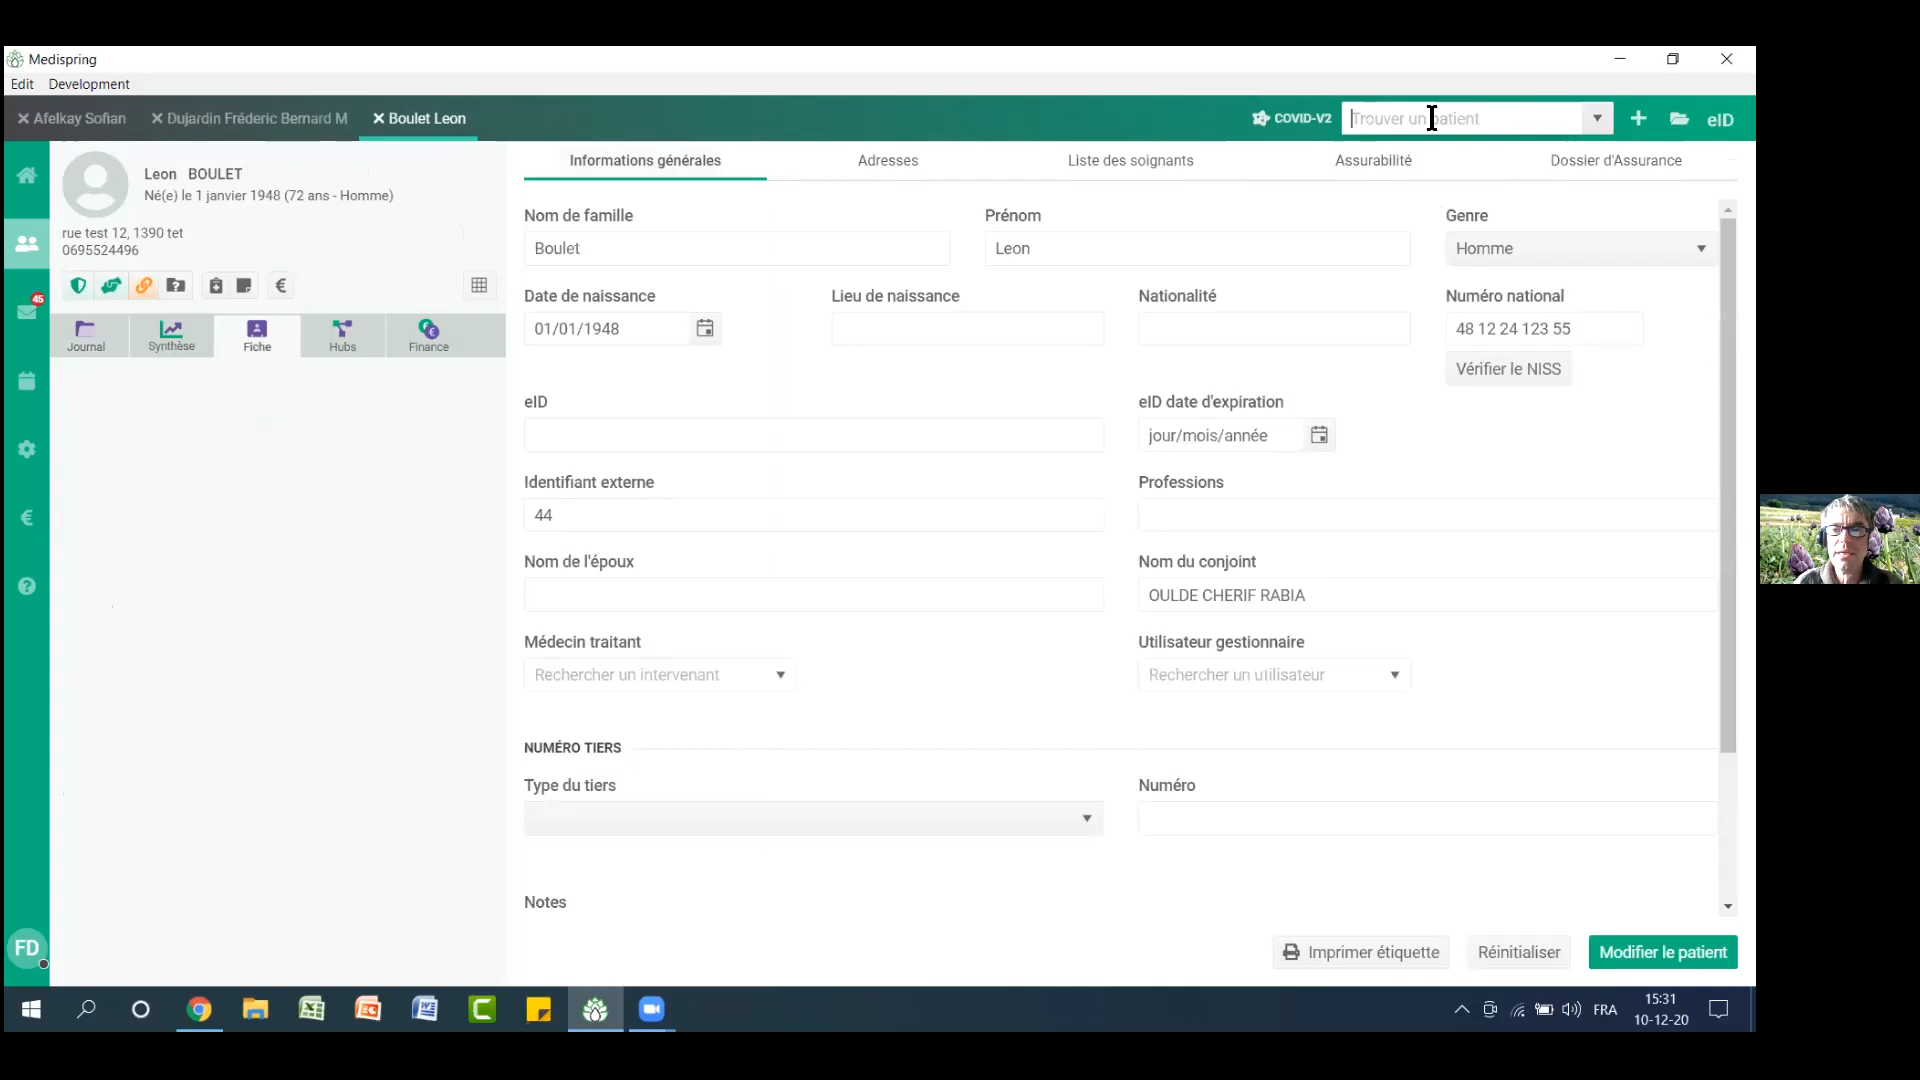 Medispring
Edit Development
Afelkay Sofian Dujardin Fréderic Bernard M Boulet Leon COVID-V2 Trouver un patient eID
Informations générales Adresses Liste des soignants Assurabilité Dossier d'Assurance
Leon BOULET
Né(e) le 1 janvier 1948 (72 ans - Homme)
rue test 12, 1390 tet
0695524496
45
Journal Synthèse Fiche Hubs Finance
Nom de famille Prénom Genre
Boulet Leon Homme
Date de naissance Lieu de naissance Nationalité Numéro national
01/01/1948 48 12 24 123 55
Vérifier le NISS
eID eID date d'expiration
jour/mois/année
Identifiant externe Professions
44
Nom de l'époux Nom du conjoint
OULDE CHERIF RABIA
Médecin traitant Utilisateur gestionnaire
Rechercher un intervenant Rechercher un utilisateur
NUMÉRO TIERS
Type du tiers Numéro
Notes
FD
Imprimer étiquette Réinitialiser Modifier le patient
FRA 15:31
10-12-20